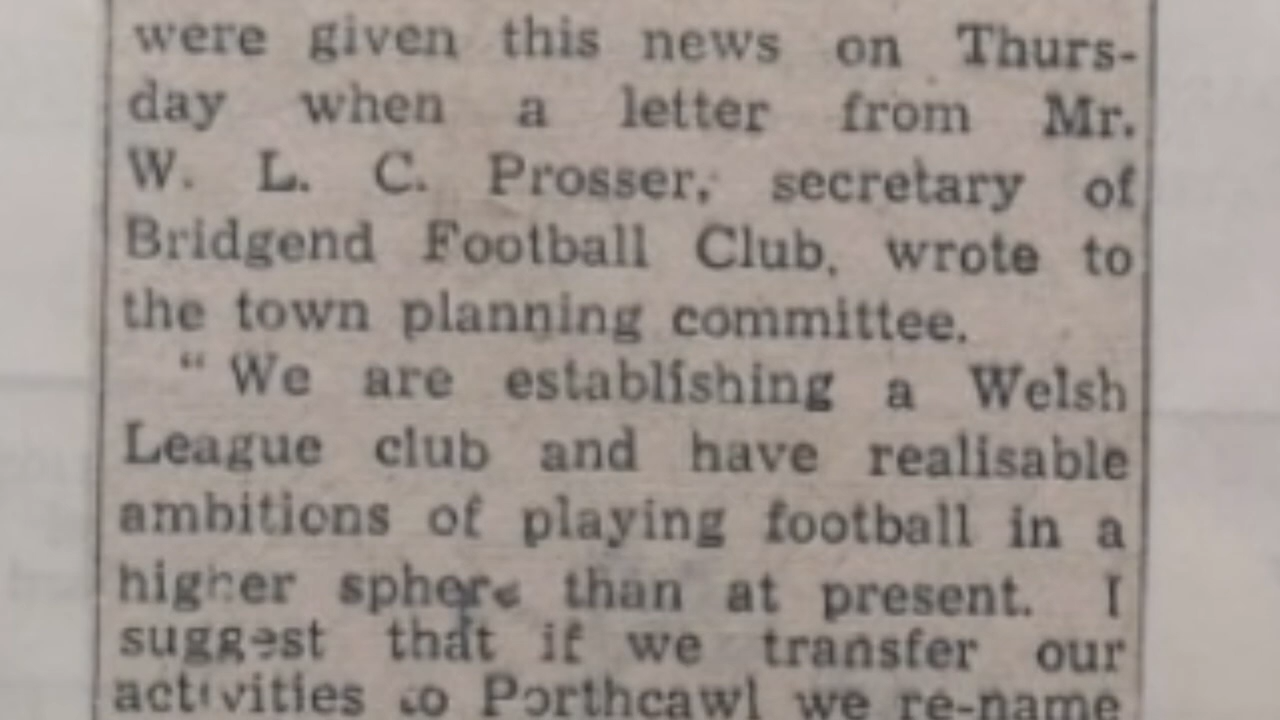 were given this news on Thurs-
day when a letter from Mr.
W. L. C. Prosser, secretary of
Bridgend Football Club, wrote to
the town planning committee.
“ We are establishing a Welsh
League club and have realisable
ambitions of playing football in a
higher sphere than at present. I
suggest that if we transfer our
activities to Porthcawl we re-name